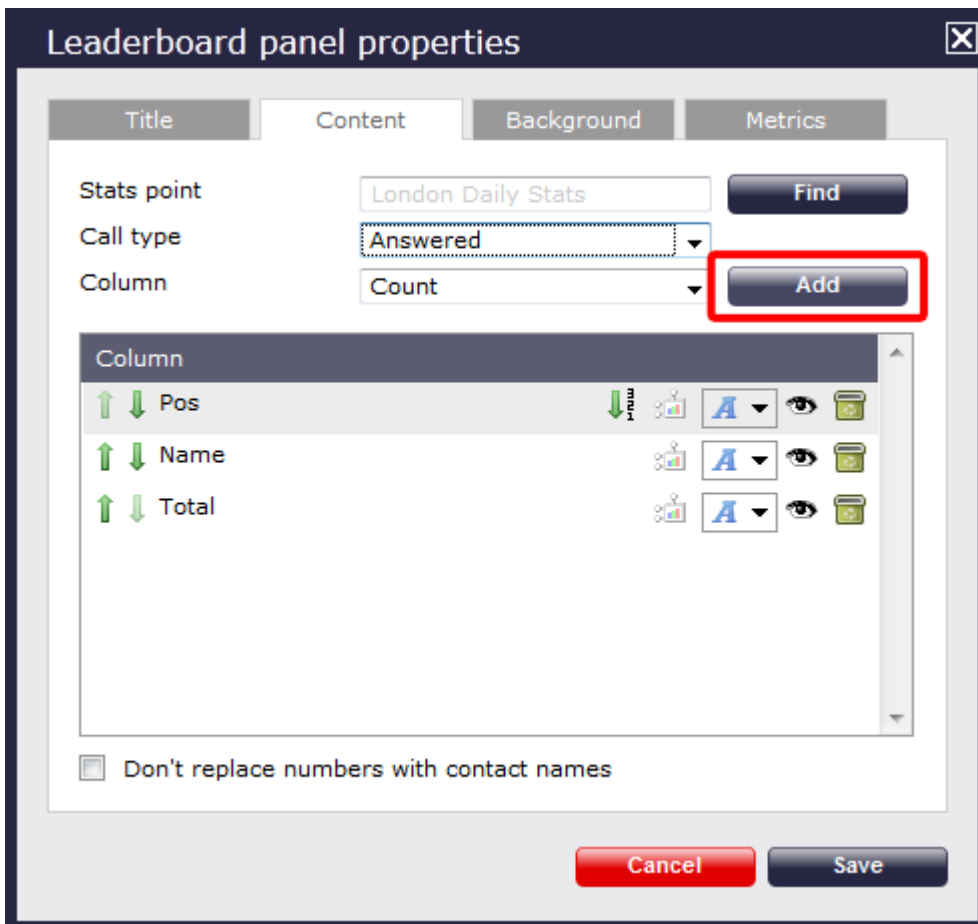 Leaderboard panel properties
Title Content Background Metrics
Stats point London Daily Stats Find
Call type Answered
Column Count Add
Column
Pos 321 A
Name A
Total A
Don't replace numbers with contact names
Cancel Save